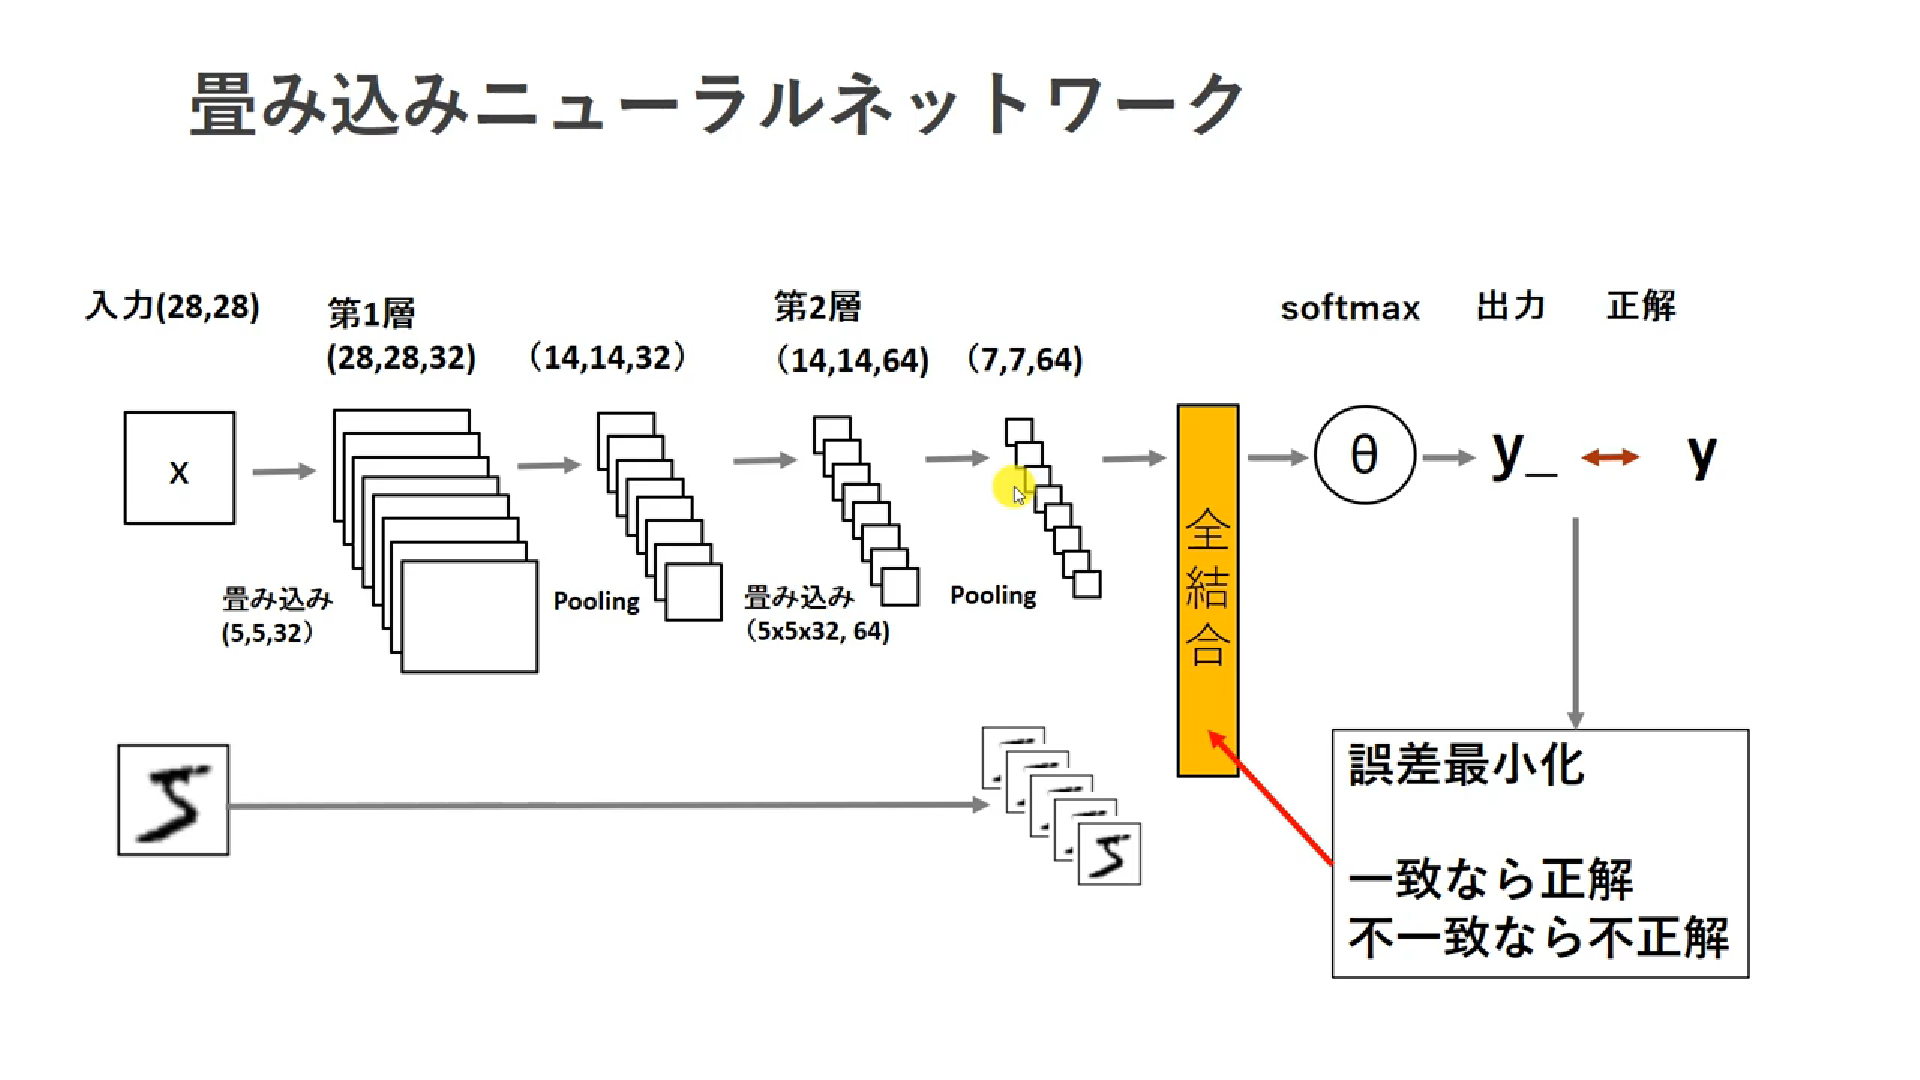 畳み込みニューラルネットワーク
入力(28,28)
第1層
(28,28,32)
（14,14,32）
第2層
（14,14,64)
（7,7,64)
softmax
出力
正解
x
畳み込み
(5,5,32）
Pooling
畳み込み
（5x5x32, 64)
Pooling
全
結
合
θ
y_
y
誤差最小化
一致なら正解
不一致なら不正解